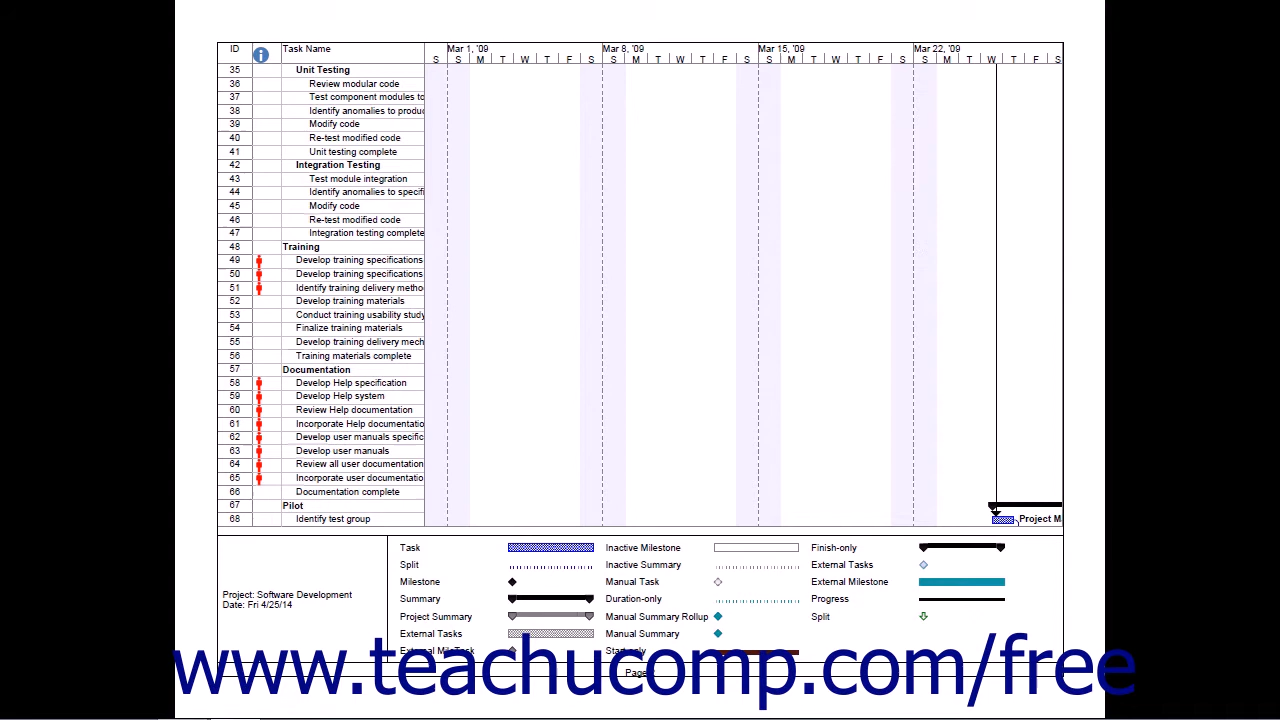 ID Task Name Mar 1, '09 Mar 8, '09 Mar 15, '09 Mar 22, '09
S S M T W T F S S M T W T F S S M T W T F S S M T W T F S
35 Unit Testing
36 Review modular code
37 Test component modules to
38 Identify anomalies to produc
39 Modify code
40 Re-test modified code
41 Unit testing complete
42 Integration Testing
43 Test module integration
44 Identify anomalies to specifi
45 Modify code
46 Re-test modified code
47 Integration testing complete
48 Training
49 Develop training specifications
50 Develop training specifications
51 Identify training delivery metho
52 Develop training materials
53 Conduct training usability study
54 Finalize training materials
55 Develop training delivery mech
56 Training materials complete
57 Documentation
58 Develop Help specification
59 Develop Help system
60 Review Help documentation
61 Incorporate Help documentation
62 Develop user manuals specific
63 Develop user manuals
64 Review all user documentation
65 Incorporate user documentatio
66 Documentation complete
67 Pilot
68 Identify test group Project M
Task Inactive Milestone Finish-only
Split Inactive Summary External Tasks
Milestone Manual Task External Milestone
Project: Software Development
Date: Fri 4/25/14
Summary Duration-only Progress
Project Summary Manual Summary Rollup Split
External Tasks Manual Summary
External Start-only
Page
www.teachucomp.com/free